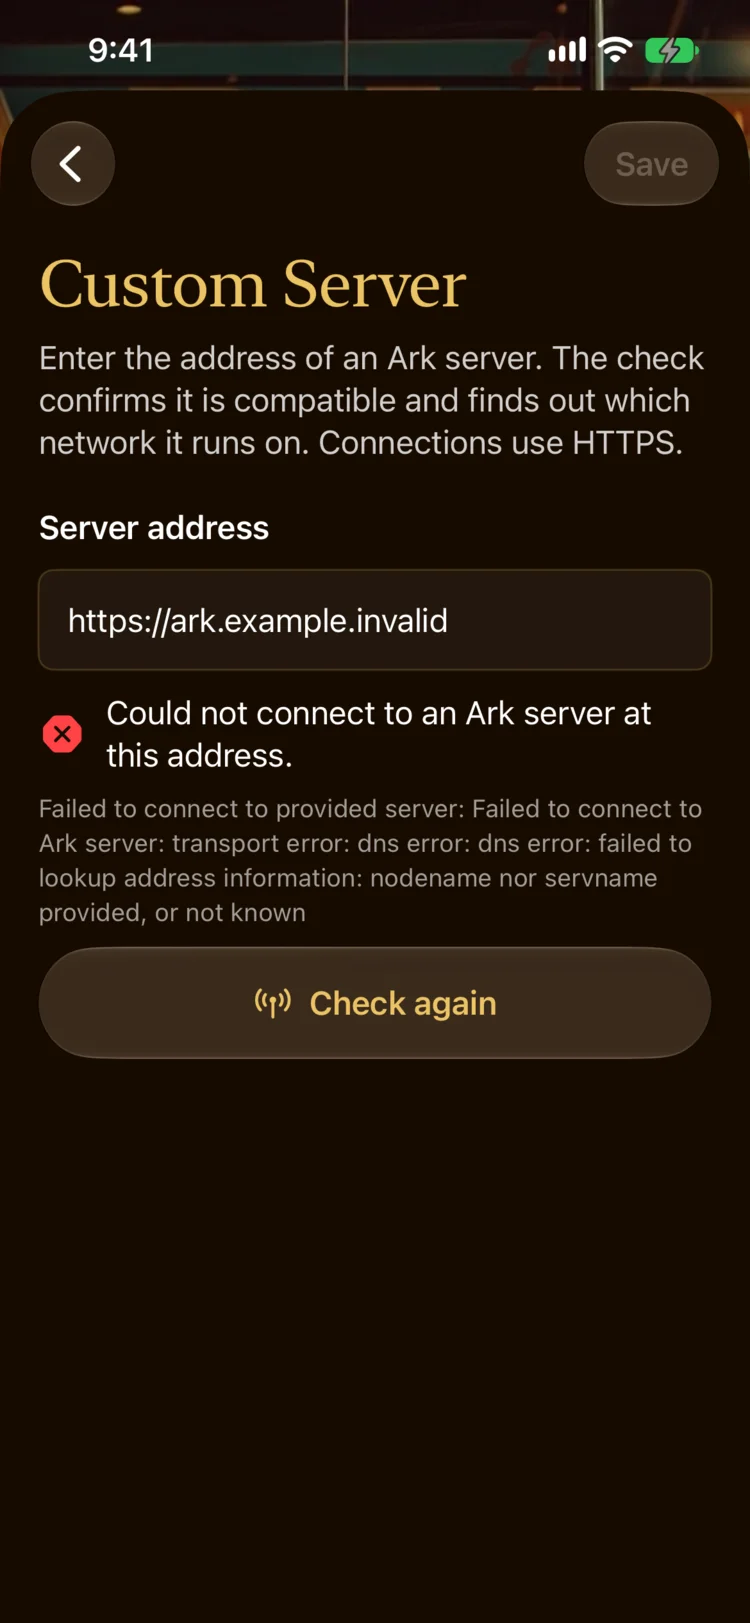 9:41
Save
Custom Server
Enter the address of an Ark server. The check
confirms it is compatible and finds out which
network it runs on. Connections use HTTPS.
Server address
https://ark.example.invalid
Could not connect to an Ark server at
this address.
Failed to connect to provided server: Failed to connect to
Ark server: transport error: dns error: dns error: failed to
lookup address information: nodename nor servname
provided, or not known
Check again